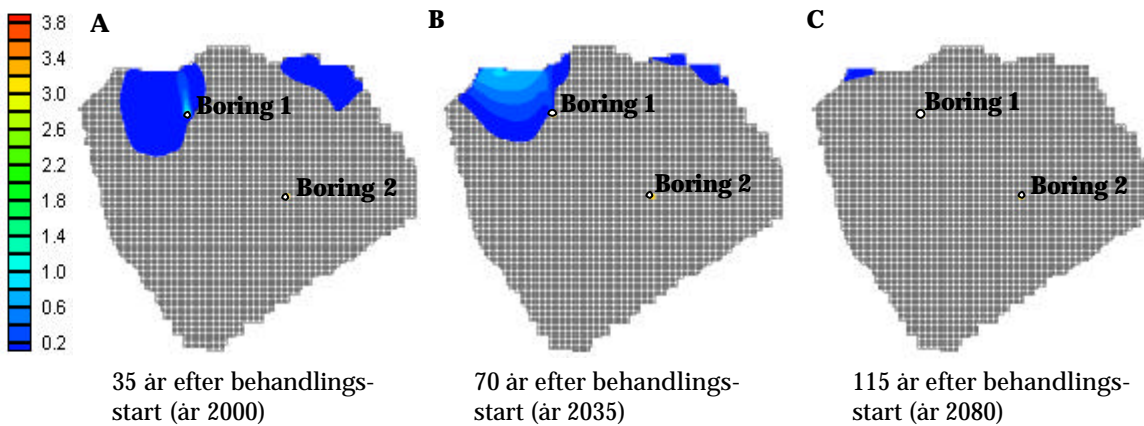 A
B
C
3.8
3.4
3.0
2.6
2.2
1.8
1.4
1.0
0.6
0.2
Boring 1
Boring 2
Boring 1
Boring 2
Boring 1
Boring 2
35 år efter behandlings-
start (år 2000)
70 år efter behandlings-
start (år 2035)
115 år efter behandlings-
start (år 2080)